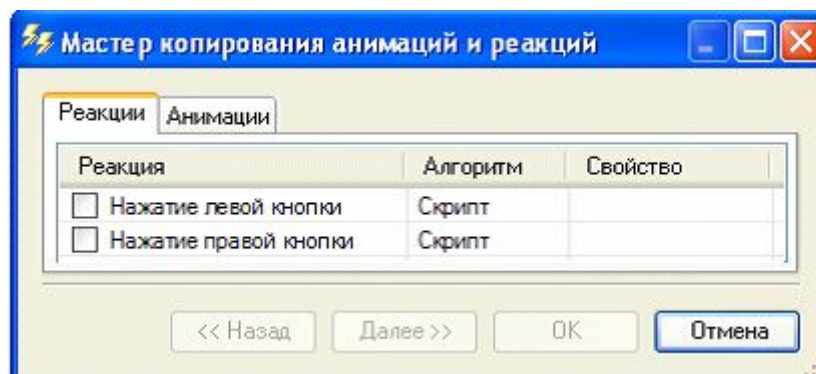 Мастер копирования анимаций и реакций
Реакции Анимации
Реакция Алгоритм Свойство
Нажатие левой кнопки Скрипт
Нажатие правой кнопки Скрипт
<< Назад Далее >> OK Отмена